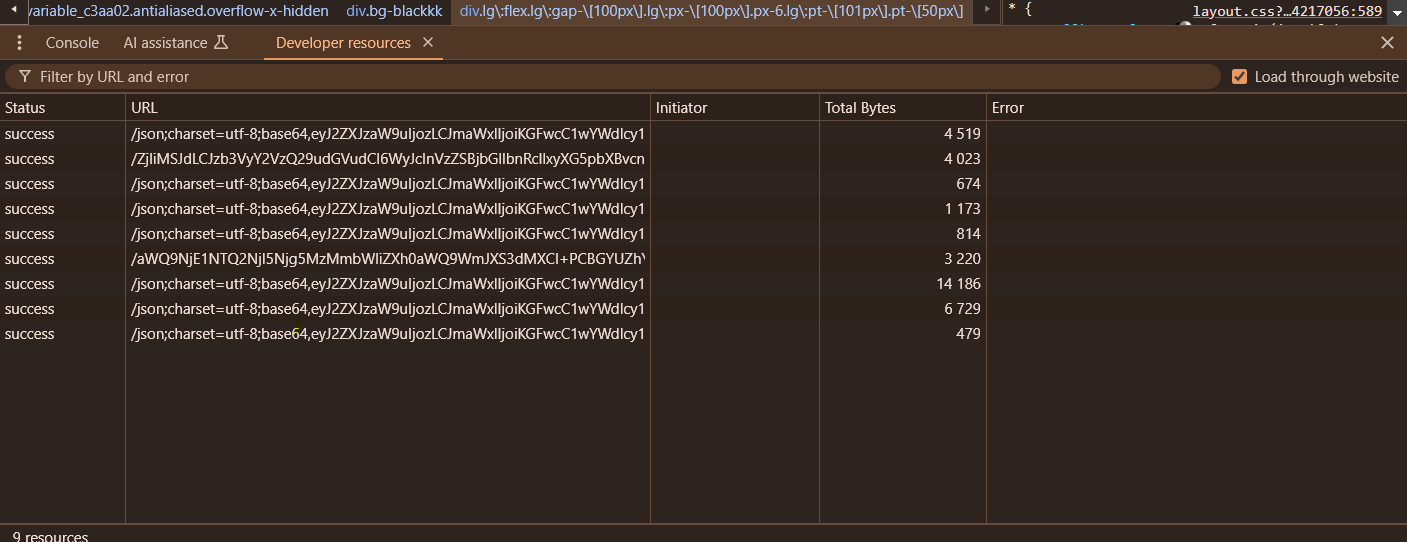 variable_c3aa02.antialiased.overflow-x-hidden div.bg-blackkk div.lg\:flex.lg\:gap-\[100px\].lg\:px-\[100px\].px-6.lg\:pt-\[101px\].pt-\[50px\] * { layout.css?…4217056:589
Console AI assistance Developer resources
Filter by URL and error Load through website
Status URL Initiator Total Bytes Error
success /json;charset=utf-8;base64,eyJ2ZXJzaW9uIjozLCJmaWxlIjoiKGFwcC1wYWdlcy1 4 519
success /ZjliMSJdLCJzb3VyY2VzQ29udGVudCI6WyJcInVzZSBjbGllbnRcIlxyXG5pbXBvcn 4 023
success /json;charset=utf-8;base64,eyJ2ZXJzaW9uIjozLCJmaWxlIjoiKGFwcC1wYWdlcy1 674
success /json;charset=utf-8;base64,eyJ2ZXJzaW9uIjozLCJmaWxlIjoiKGFwcC1wYWdlcy1 1 173
success /json;charset=utf-8;base64,eyJ2ZXJzaW9uIjozLCJmaWxlIjoiKGFwcC1wYWdlcy1 814
success /aWQ9NjE1NTQ2NjI5Njg5MzMmbWliZXh0aWQ9WmJXS3dMXCI+PCBGYUZhY 3 220
success /json;charset=utf-8;base64,eyJ2ZXJzaW9uIjozLCJmaWxlIjoiKGFwcC1wYWdlcy1 14 186
success /json;charset=utf-8;base64,eyJ2ZXJzaW9uIjozLCJmaWxlIjoiKGFwcC1wYWdlcy1 6 729
success /json;charset=utf-8;base64,eyJ2ZXJzaW9uIjozLCJmaWxlIjoiKGFwcC1wYWdlcy1 479
9 resources